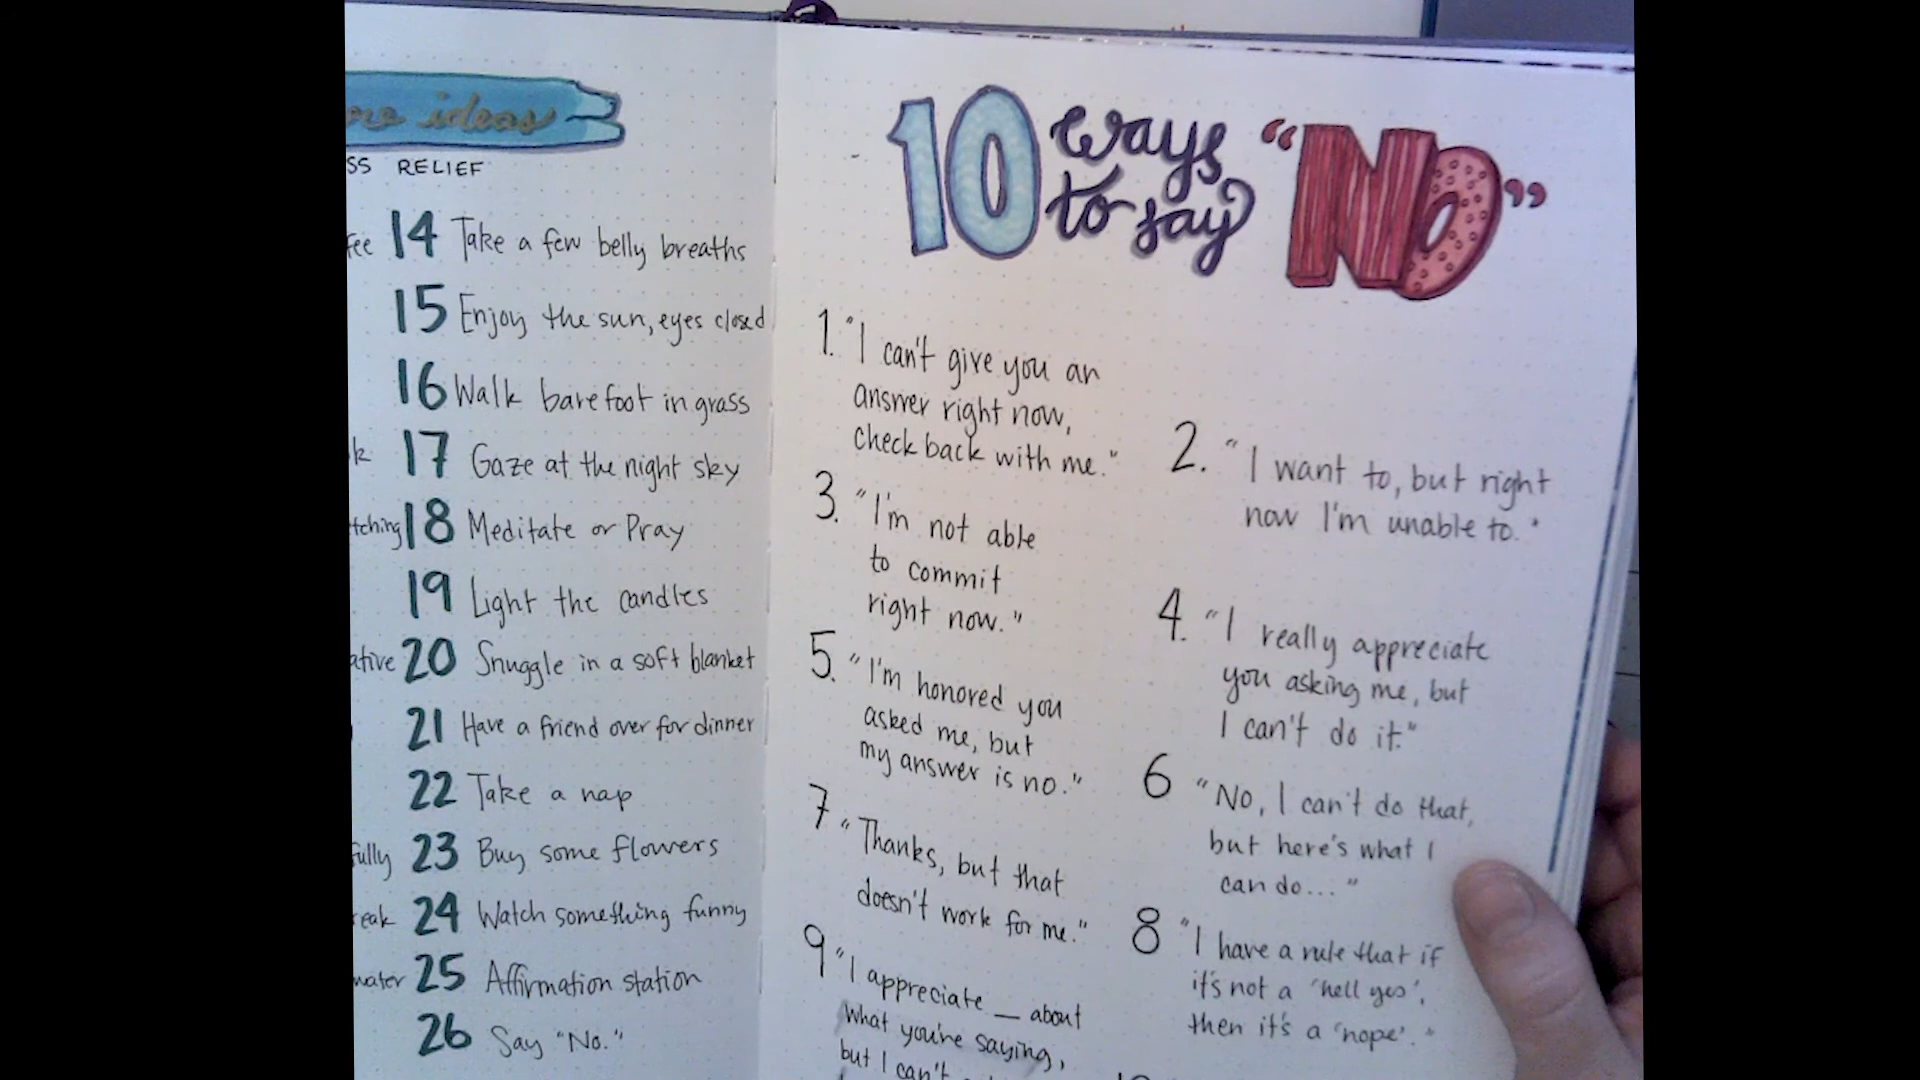 ideas
RELIEF
14 Take a few belly breaths
15 Enjoy the sun, eyes closed
16 Walk barefoot in grass
17 Gaze at the night sky
18 Meditate or Pray
19 Light the candles
20 Snuggle in a soft blanket
21 Have a friend over for dinner
22 Take a nap
23 Buy some flowers
24 Watch something funny
25 Affirmation station
26 Say "No."
10 ways
to say "NO"
1. "I can't give you an
answer right now,
check back with me."
2. "I want to, but right
now I'm unable to."
3. "I'm not able
to commit
right now."
4. "I really appreciate
you asking me, but
I can't do it."
5. "I'm honored you
asked me, but
my answer is no."
6 "No, I can't do that,
but here's what I
can do..."
7 "Thanks, but that
doesn't work for me."
8 "I have a rule that if
it's not a 'hell yes',
then it's a 'nope'."
9 "I appreciate __ about
what you're saying,
but I can't